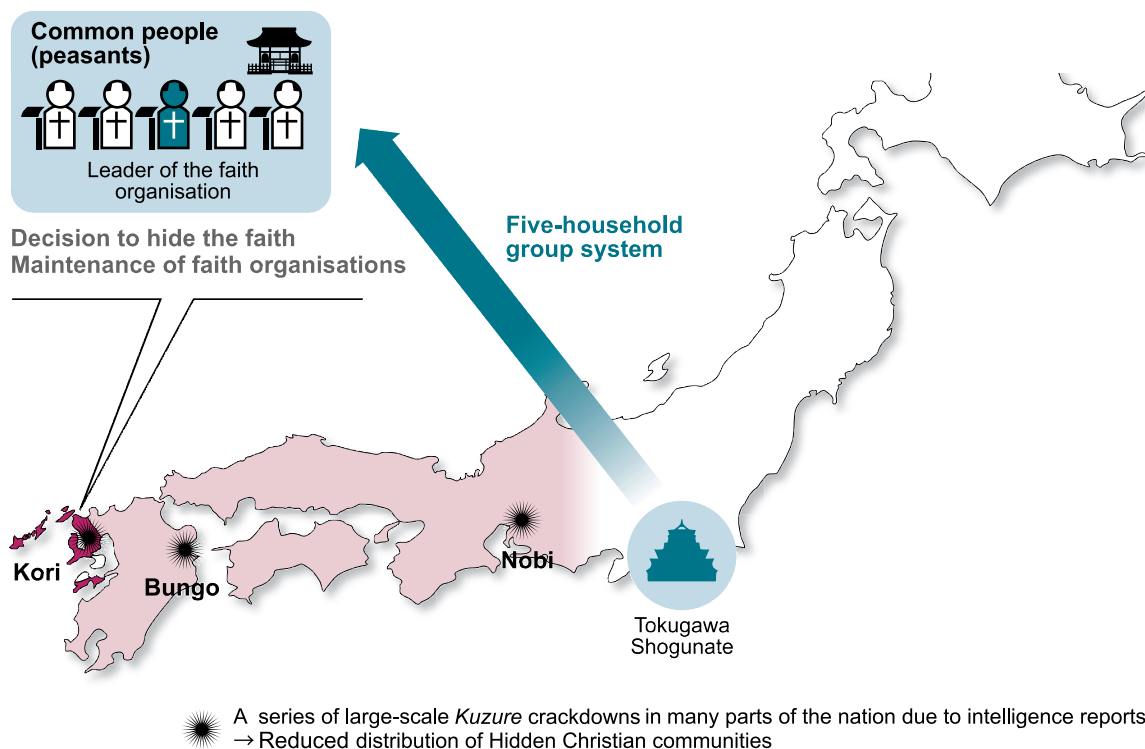 Common people
(peasants)
Leader of the faith
organisation
Decision to hide the faith
Maintenance of faith organisations
Five-household
group system
Kori
Bungo
Nobi
Tokugawa
Shogunate
A series of large-scale Kuzure crackdowns in many parts of the nation due to intelligence reports
→ Reduced distribution of Hidden Christian communities